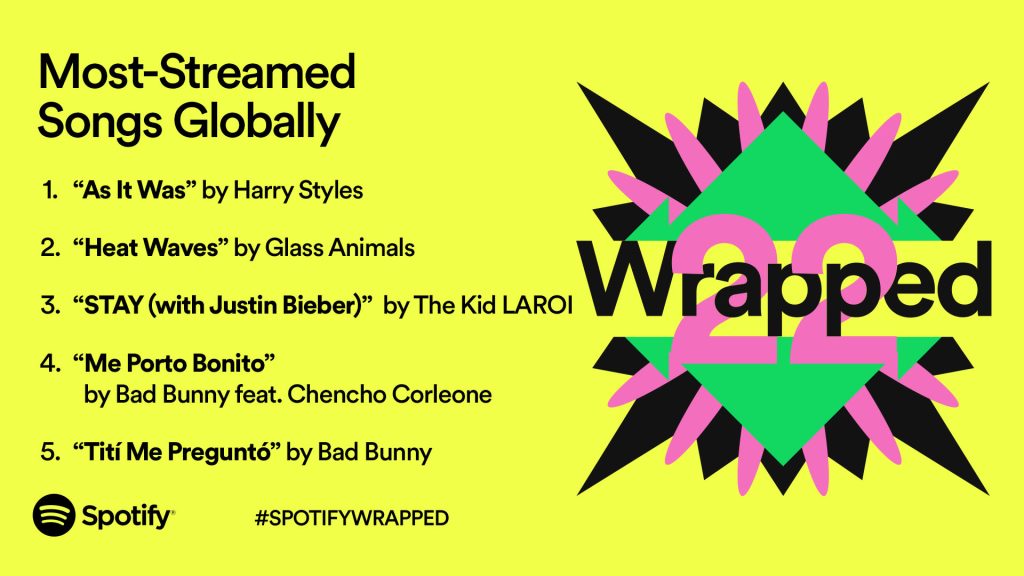 Most-Streamed
Songs Globally
1. “As It Was” by Harry Styles
2. “Heat Waves” by Glass Animals
3. “STAY (with Justin Bieber)” by The Kid LAROI
4. “Me Porto Bonito”
by Bad Bunny feat. Chencho Corleone
5. “Tití Me Preguntó” by Bad Bunny
Spotify®
#SPOTIFYWRAPPED
22
Wrapped